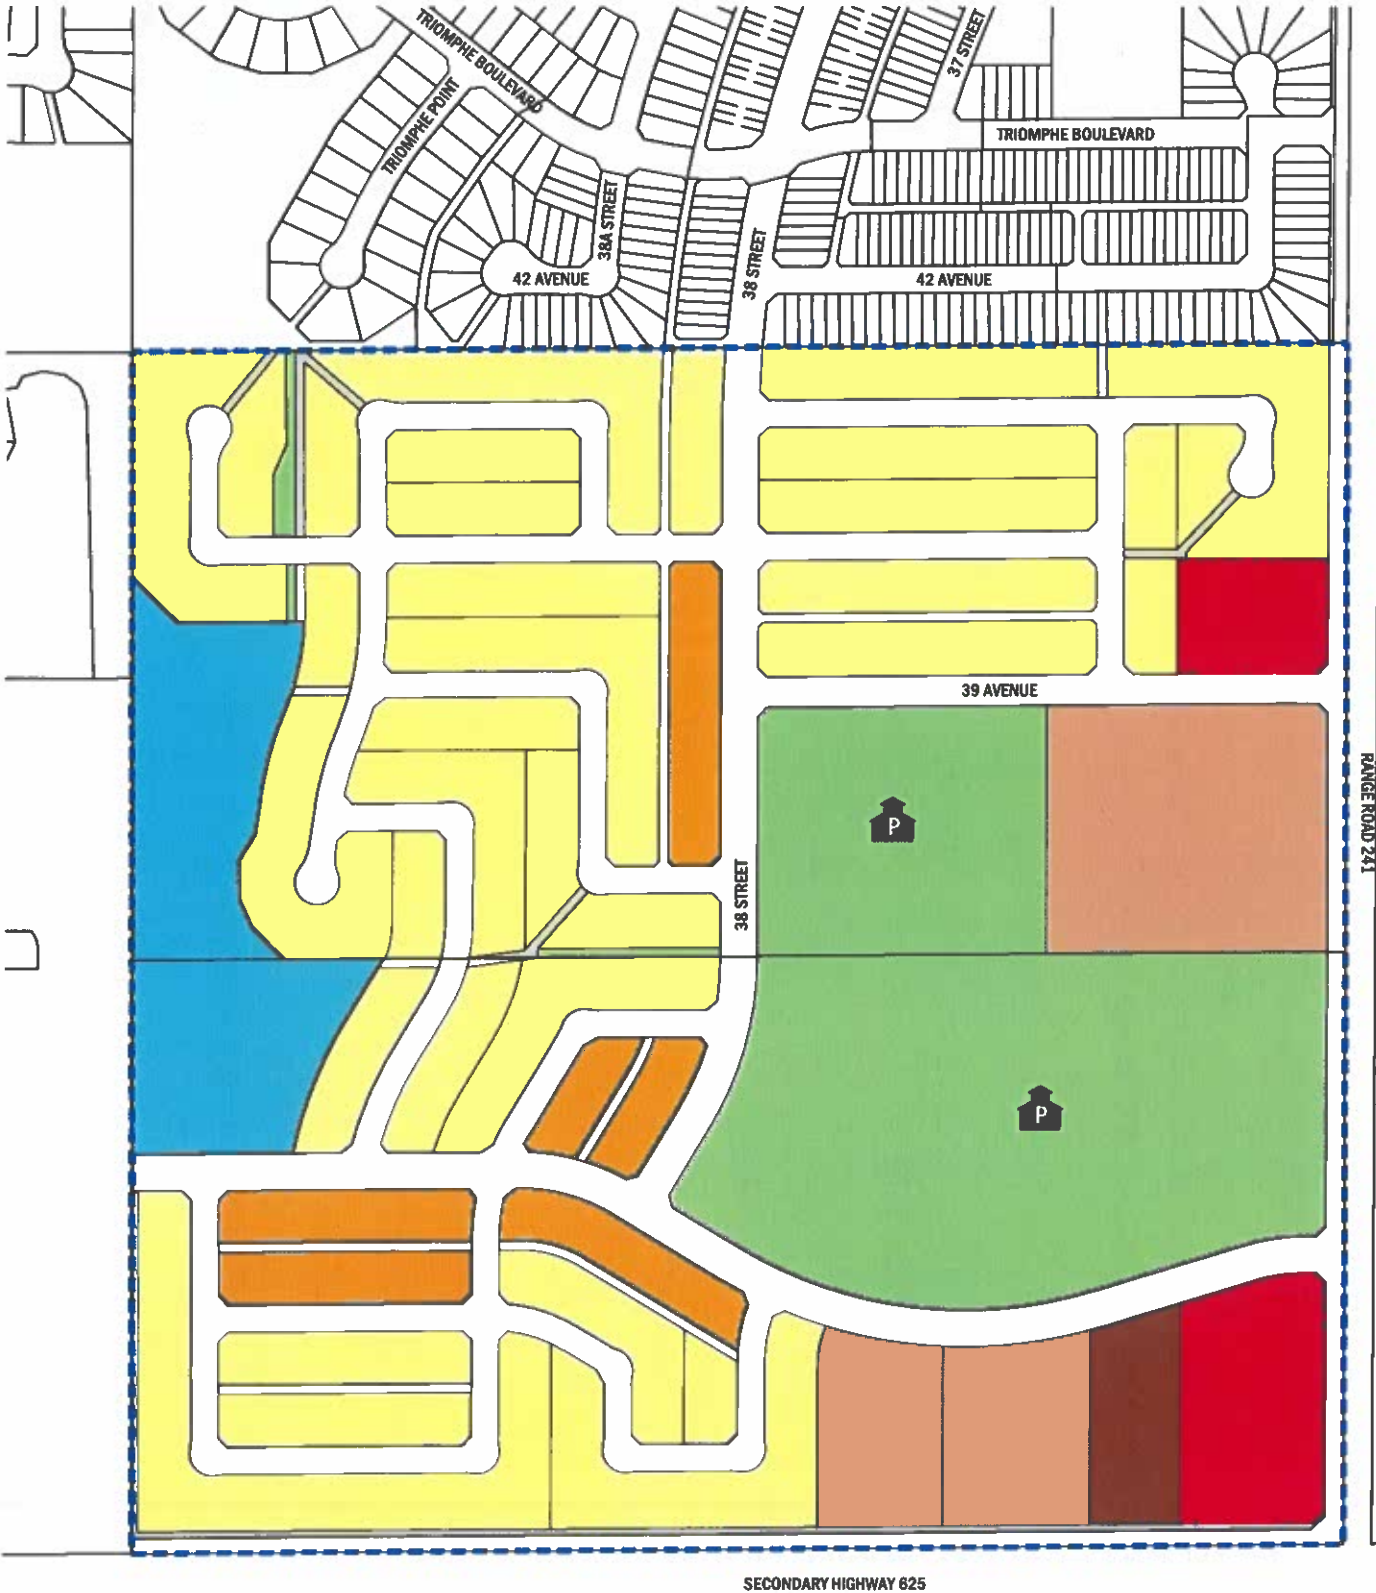 TRIOMPHE BOULEVARD
37 STREET
TRIOMPHE POINT
TRIOMPHE BOULEVARD
38A STREET
38 STREET
42 AVENUE
42 AVENUE
39 AVENUE
RANGE ROAD 241
P
38 STREET
P
SECONDARY HIGHWAY 625